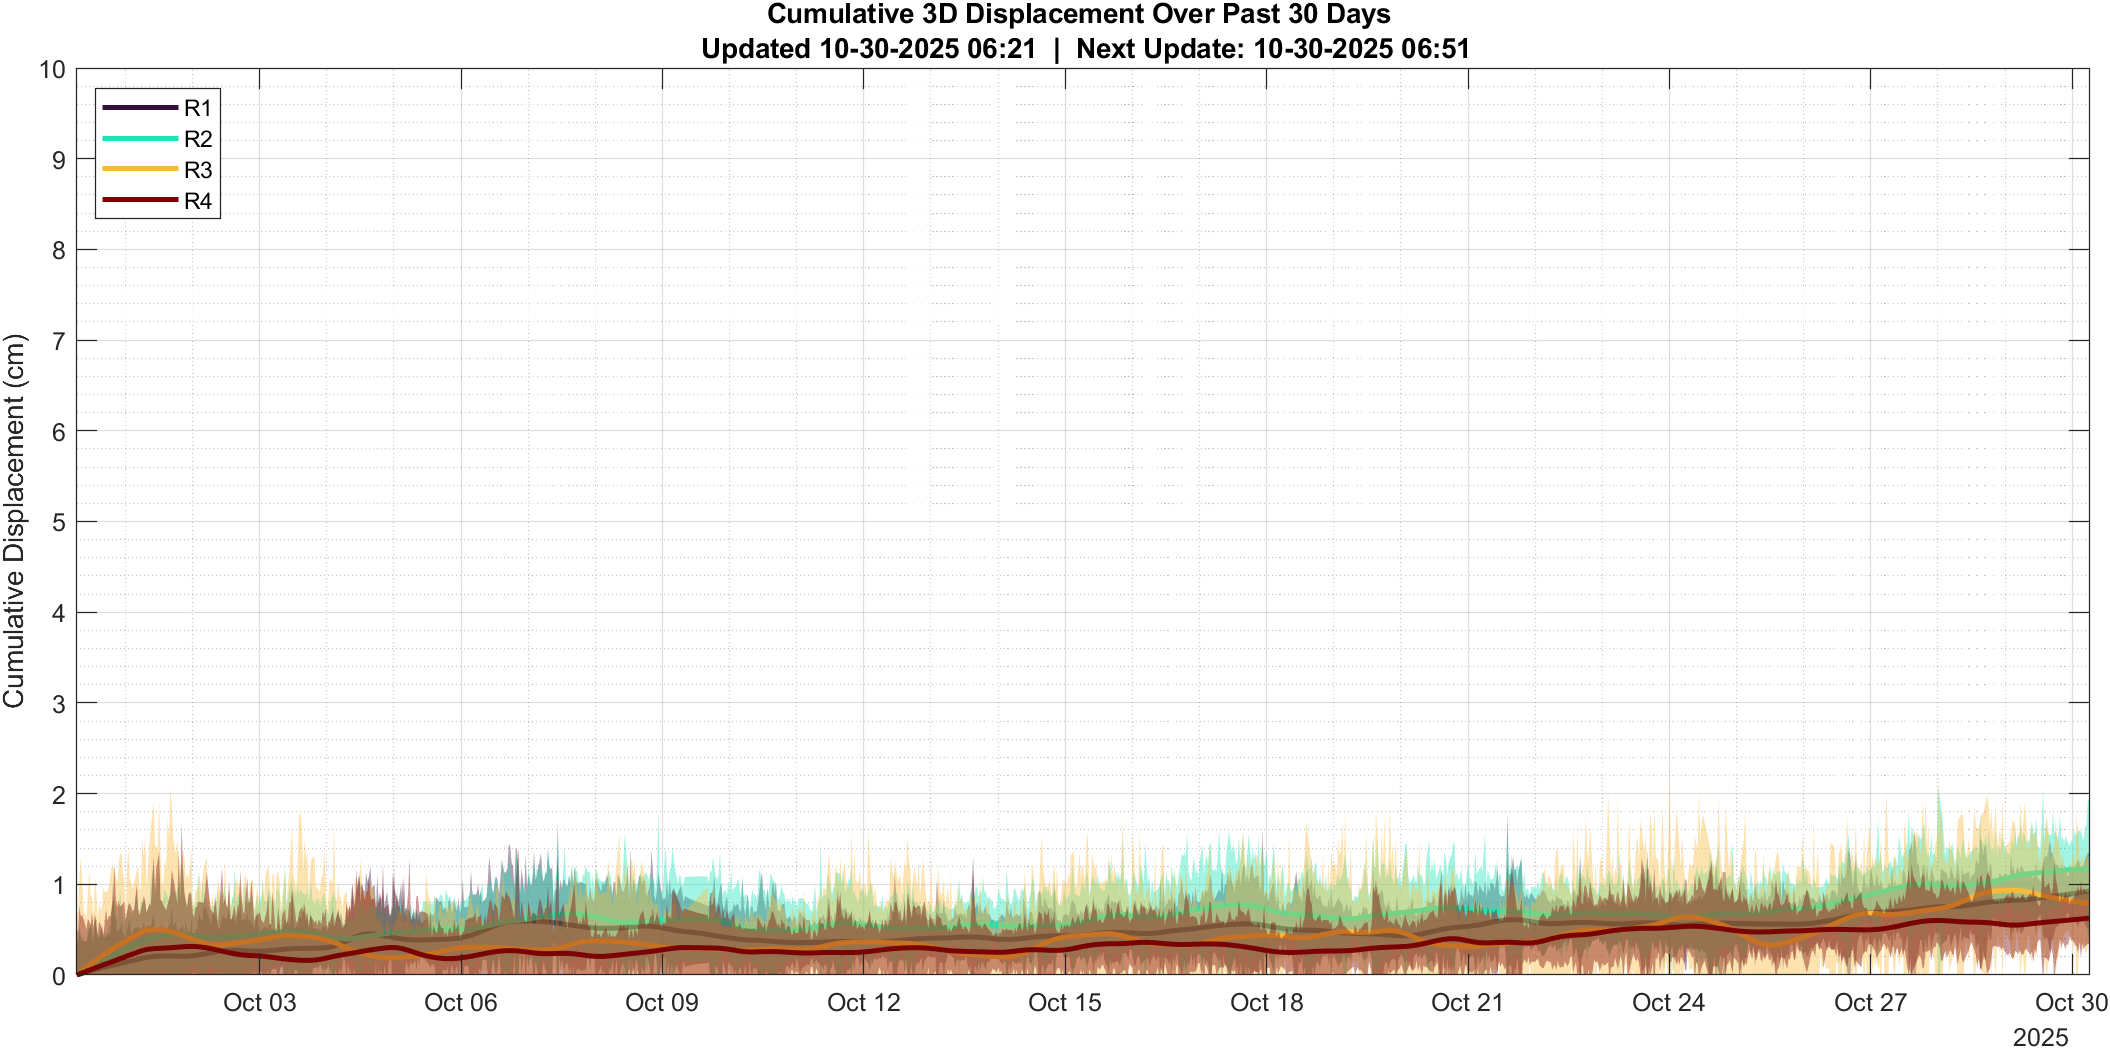 Cumulative 3D Displacement Over Past 30 Days
Updated 10-30-2025 06:21 | Next Update: 10-30-2025 06:51
R1
R2
R3
R4
Cumulative Displacement (cm)
10
9
8
7
6
5
4
3
2
1
0
Oct 03 Oct 06 Oct 09 Oct 12 Oct 15 Oct 18 Oct 21 Oct 24 Oct 27 Oct 30
2025